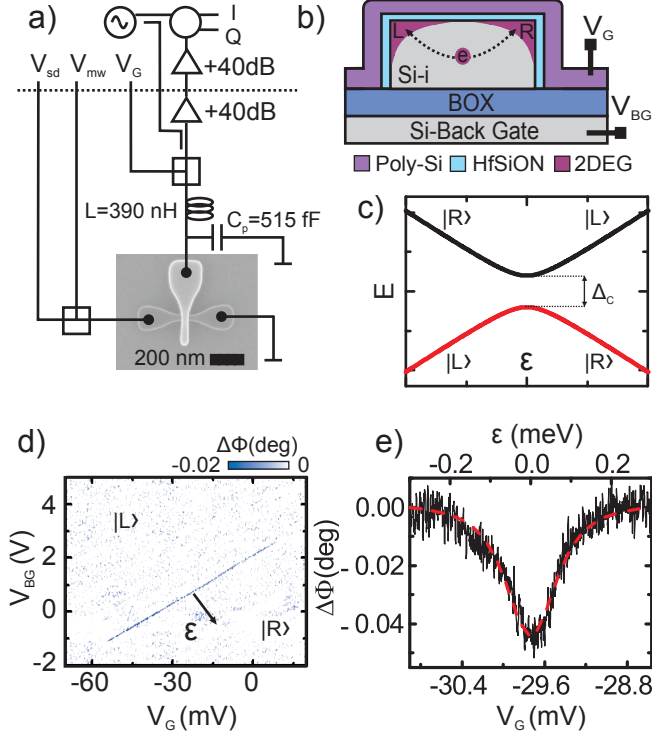 a)
I
Q
+40dB
V_sd V_mw V_G
+40dB
L=390 nH
C_p=515 fF
200 nm
b)
V_G
L R
e
Si-i
BOX
V_BG
Si-Back Gate
Poly-Si HfSiON 2DEG
c)
|R⟩ |L⟩
E
Δ_C
|L⟩ ε |R⟩
d)
ΔΦ(deg)
-0.02 0
4
2
0
-2
V_BG (V)
|L⟩
ε
|R⟩
-60 -30 0
V_G(mV)
e)
ε (meV)
-0.2 0.0 0.2
0.00
-0.02
-0.04
ΔΦ(deg)
-30.4 -29.6 -28.8
V_G(mV)